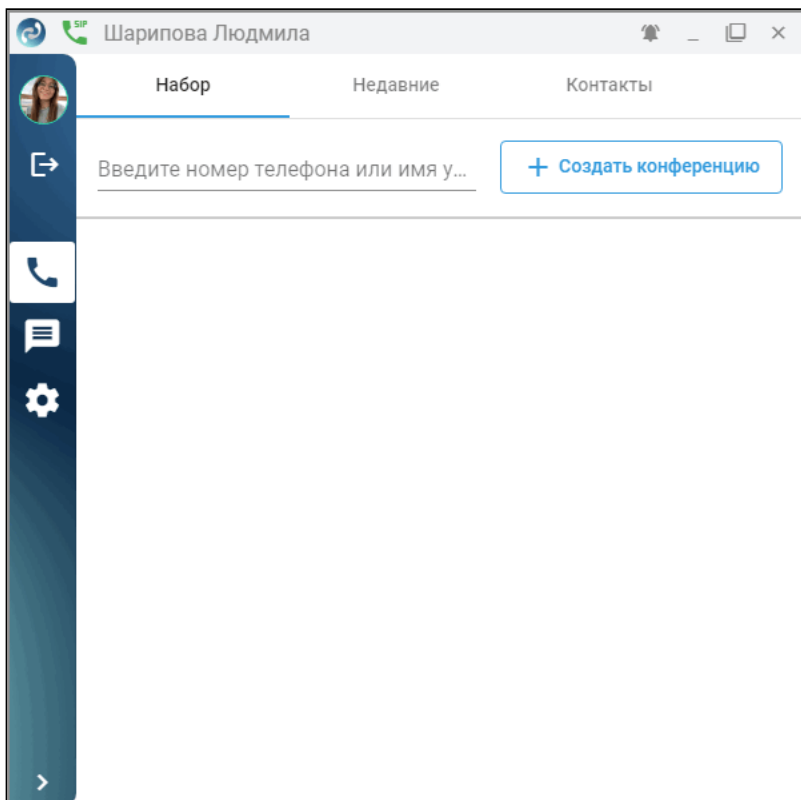 SIP
Шарипова Людмила
Набор
Недавние
Контакты
Введите номер телефона или имя у...
+ Создать конференцию